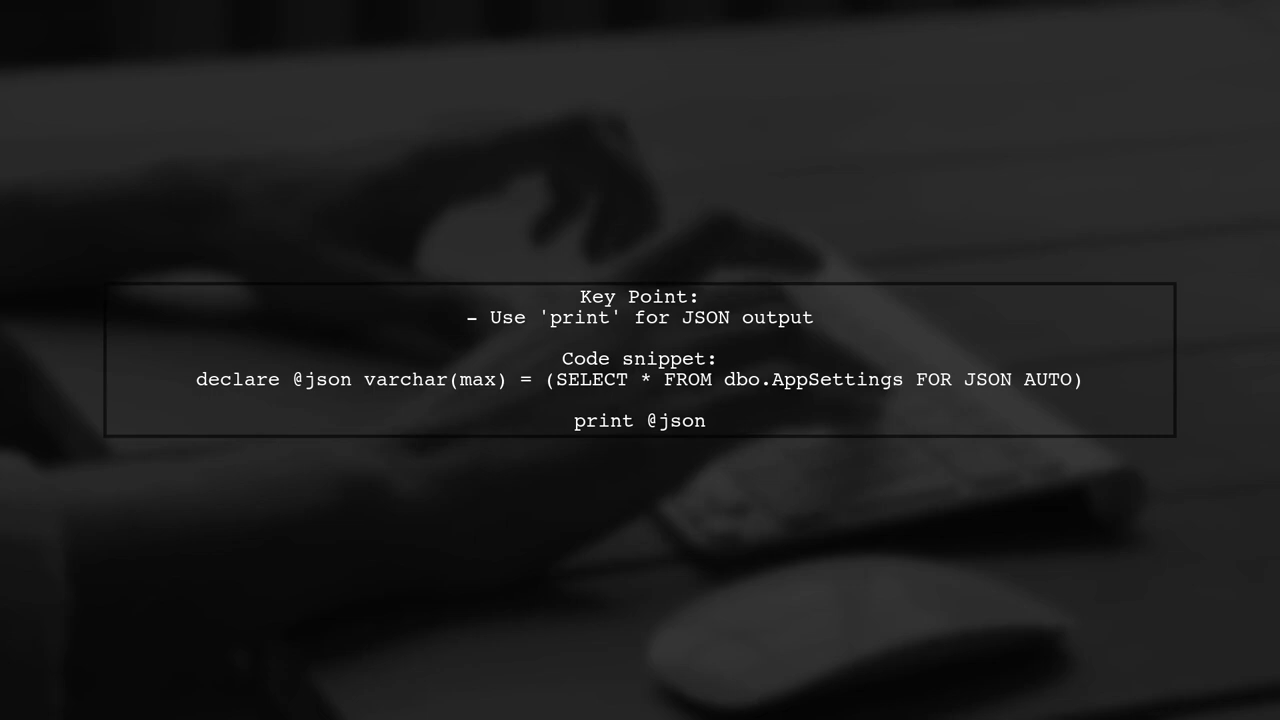 Key Point:
- Use 'print' for JSON output
Code snippet:
declare @json varchar(max) = (SELECT * FROM dbo.AppSettings FOR JSON AUTO)
print @json